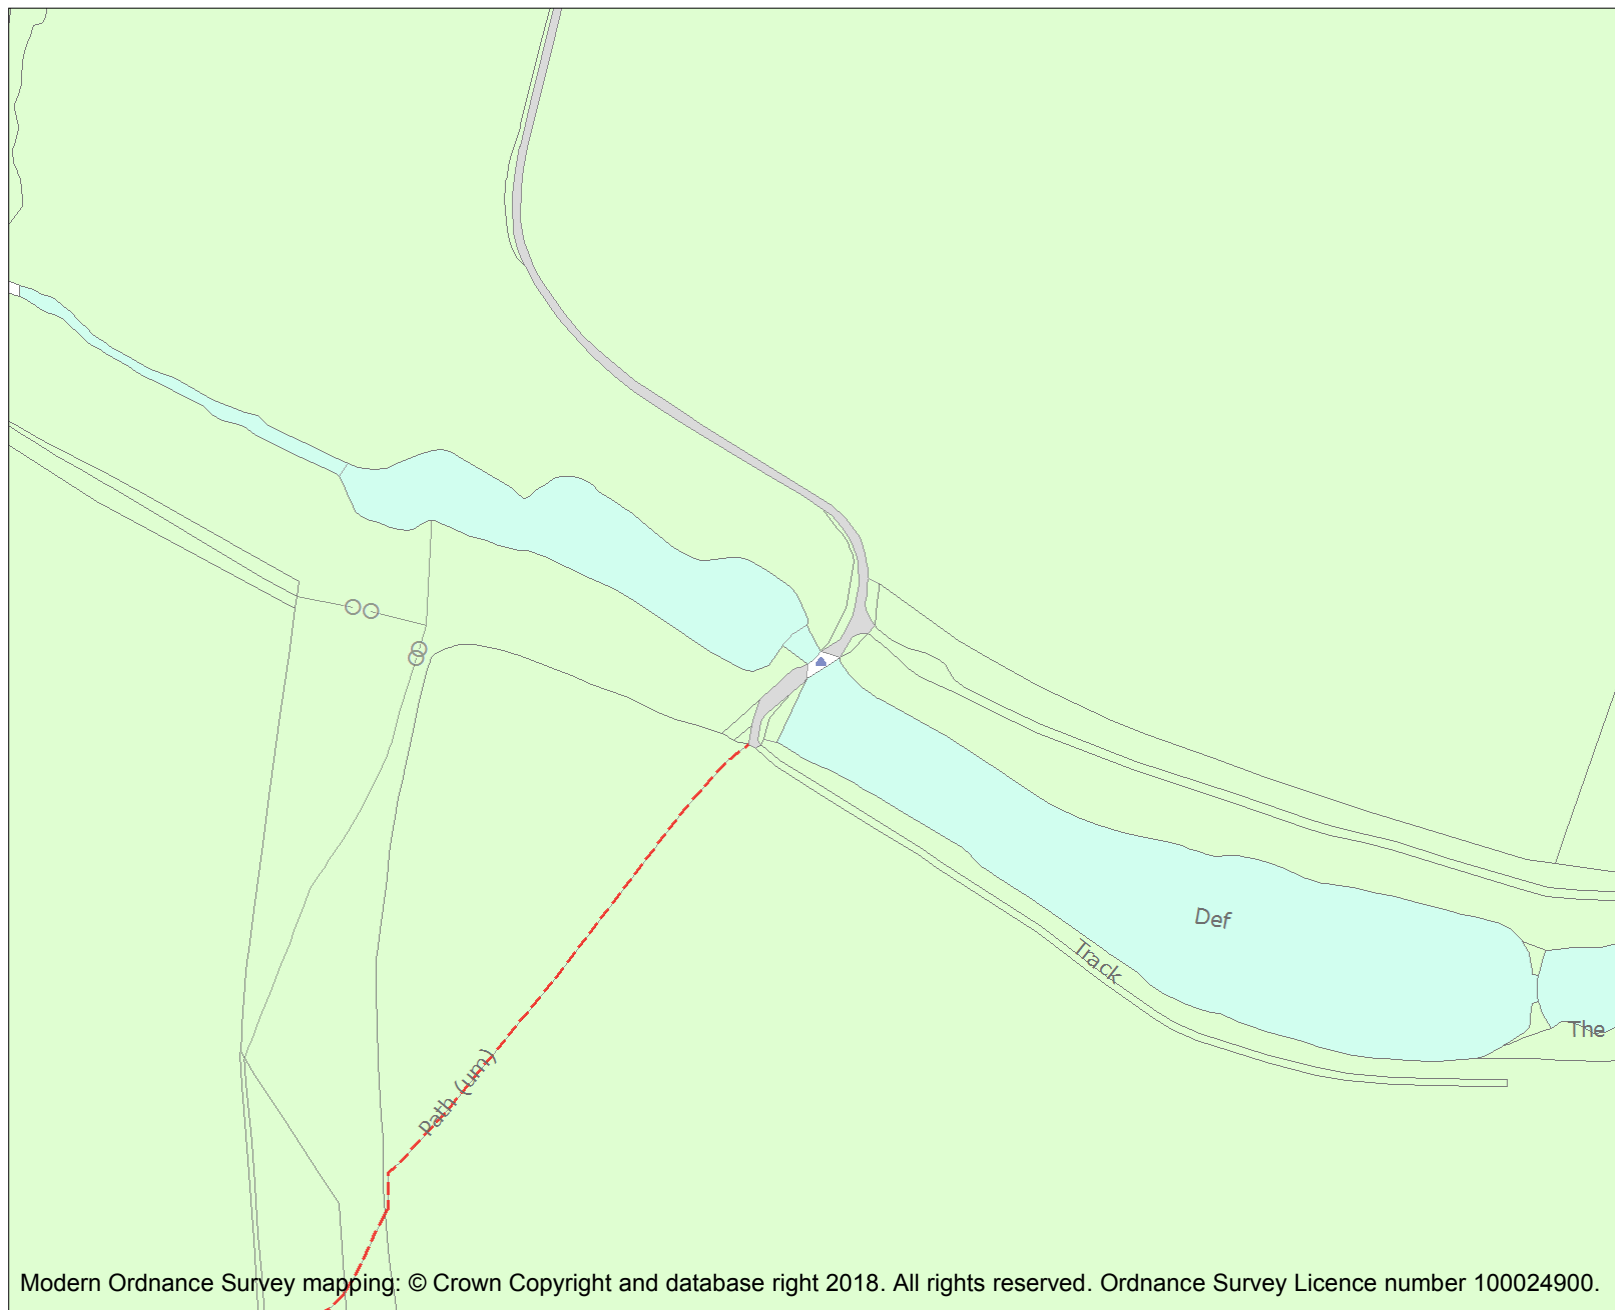 Def
Track
The
Path (um)
Modern Ordnance Survey mapping: © Crown Copyright and database right 2018. All rights reserved. Ordnance Survey Licence number 100024900.